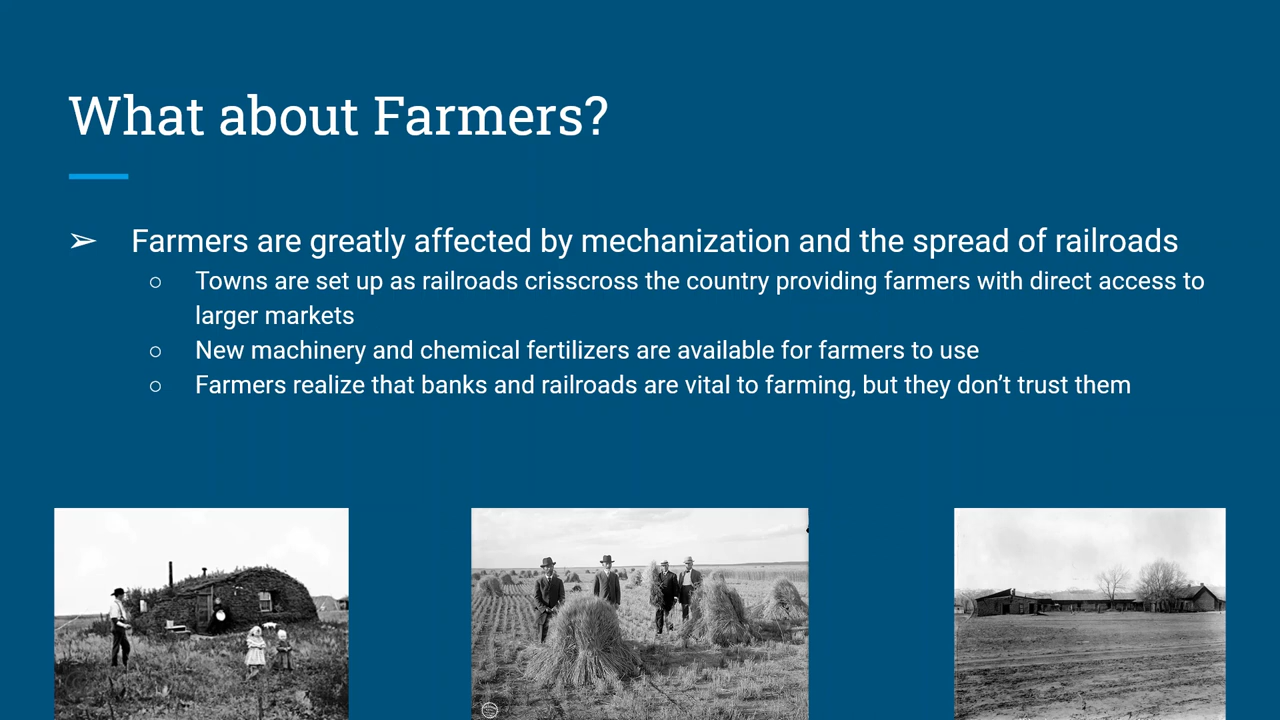 What about Farmers?
➢ Farmers are greatly affected by mechanization and the spread of railroads
○ Towns are set up as railroads crisscross the country providing farmers with direct access to
larger markets
○ New machinery and chemical fertilizers are available for farmers to use
○ Farmers realize that banks and railroads are vital to farming, but they don’t trust them